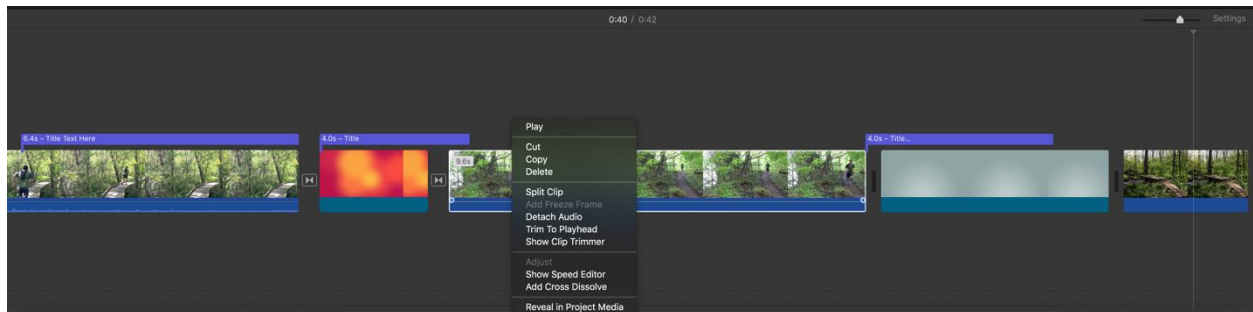 0:40 / 0:42
Settings
6.4s – Title Text Here
4.0s – Title
4.0s – Title...
9.6s
Play
Cut
Copy
Delete
Split Clip
Add Freeze Frame
Detach Audio
Trim To Playhead
Show Clip Trimmer
Adjust
Show Speed Editor
Add Cross Dissolve
Reveal in Project Media